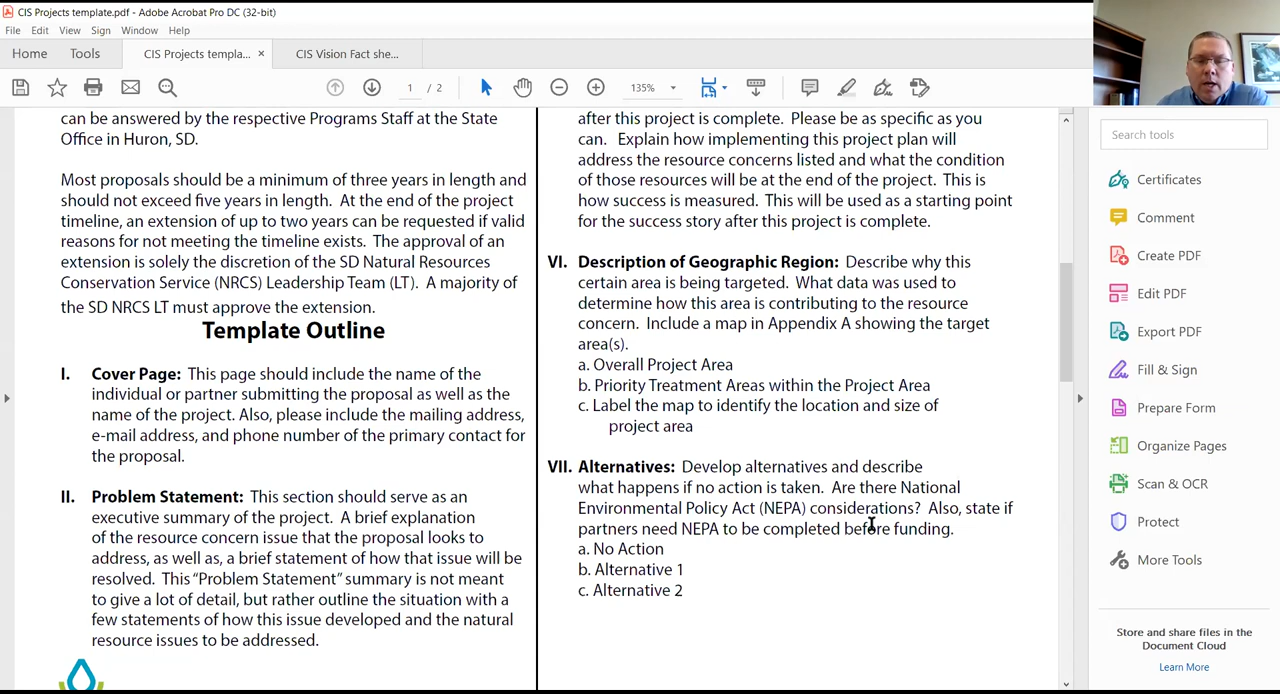 CIS Projects template.pdf - Adobe Acrobat Pro DC (32-bit)
File Edit View Sign Window Help
Home Tools CIS Projects templa... × CIS Vision Fact she...
1 / 2 135%
can be answered by the respective Programs Staff at the State
Office in Huron, SD.
Most proposals should be a minimum of three years in length and
should not exceed five years in length. At the end of the project
timeline, an extension of up to two years can be requested if valid
reasons for not meeting the timeline exists. The approval of an
extension is solely the discretion of the SD Natural Resources
Conservation Service (NRCS) Leadership Team (LT). A majority of
the SD NRCS LT must approve the extension.
Template Outline
I. Cover Page: This page should include the name of the
individual or partner submitting the proposal as well as the
name of the project. Also, please include the mailing address,
e-mail address, and phone number of the primary contact for
the proposal.
II. Problem Statement: This section should serve as an
executive summary of the project. A brief explanation
of the resource concern issue that the proposal looks to
address, as well as, a brief statement of how that issue will be
resolved. This “Problem Statement” summary is not meant
to give a lot of detail, but rather outline the situation with a
few statements of how this issue developed and the natural
resource issues to be addressed.
after this project is complete. Please be as specific as you
can. Explain how implementing this project plan will
address the resource concerns listed and what the condition
of those resources will be at the end of the project. This is
how success is measured. This will be used as a starting point
for the success story after this project is complete.
VI. Description of Geographic Region: Describe why this
certain area is being targeted. What data was used to
determine how this area is contributing to the resource
concern. Include a map in Appendix A showing the target
area(s).
a. Overall Project Area
b. Priority Treatment Areas within the Project Area
c. Label the map to identify the location and size of
project area
VII. Alternatives: Develop alternatives and describe
what happens if no action is taken. Are there National
Environmental Policy Act (NEPA) considerations? Also, state if
partners need NEPA to be completed before funding.
a. No Action
b. Alternative 1
c. Alternative 2
Search tools
Certificates
Comment
Create PDF
Edit PDF
Export PDF
Fill & Sign
Prepare Form
Organize Pages
Scan & OCR
Protect
More Tools
Store and share files in the
Document Cloud
Learn More